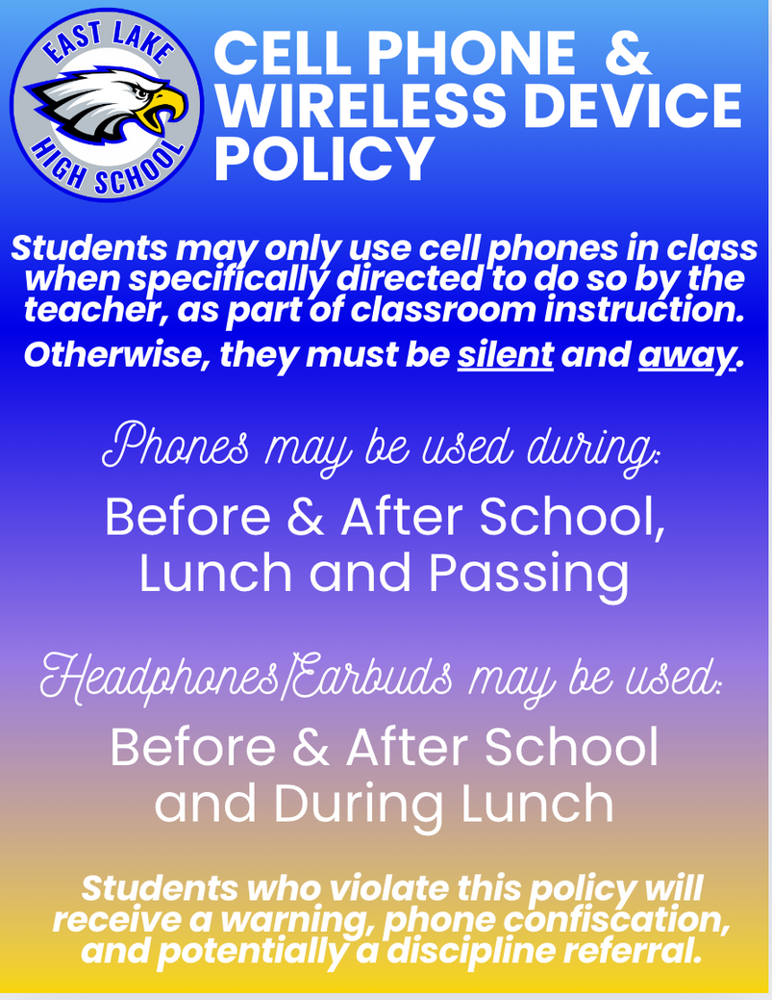 EAST LAKE
HIGH SCHOOL
CELL PHONE &
WIRELESS DEVICE
POLICY
Students may only use cell phones in class
when specifically directed to do so by the
teacher, as part of classroom instruction.
Otherwise, they must be silent and away.
Phones may be used during:
Before & After School,
Lunch and Passing
Headphones/Earbuds may be used:
Before & After School
and During Lunch
Students who violate this policy will
receive a warning, phone confiscation,
and potentially a discipline referral.